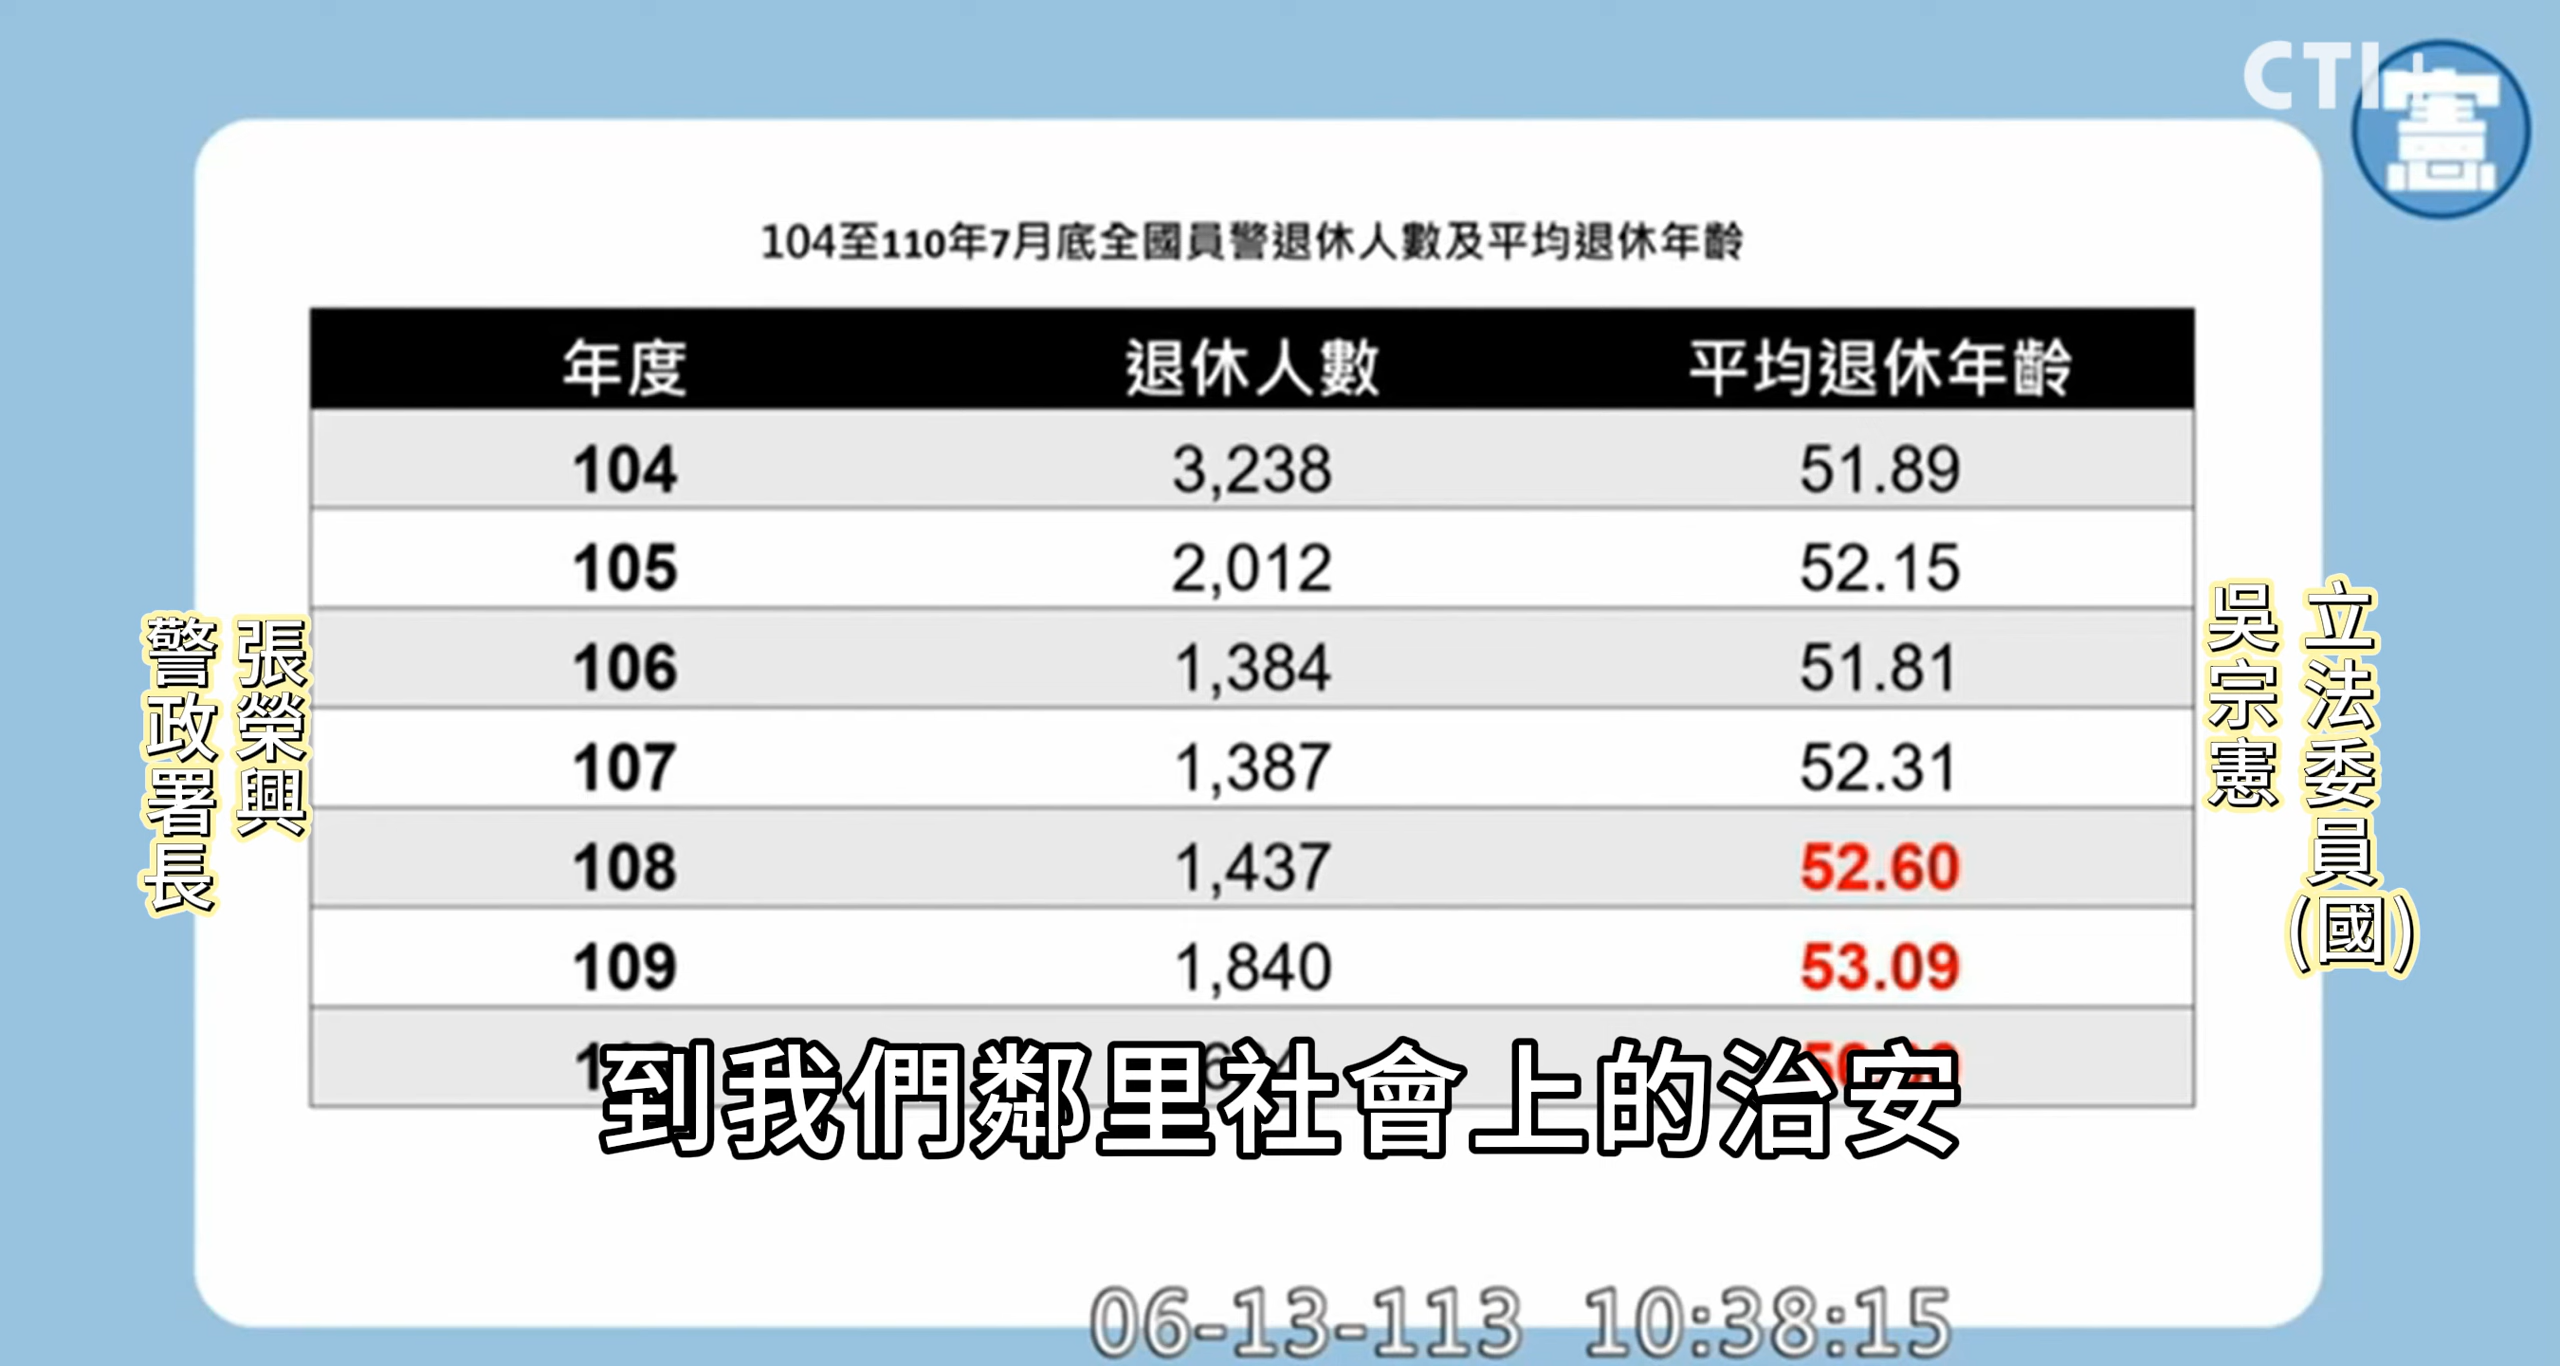 CTI+
憲
104至110年7月底全國員警退休人數及平均退休年齡
年度 退休人數 平均退休年齡
104 3,238 51.89
105 2,012 52.15
106 1,384 51.81
107 1,387 52.31
108 1,437 52.60
109 1,840 53.09
張榮興
警政署長
立法委員(國)
吳宗憲
到我們鄰里社會上的治安
06-13-113 10:38:15